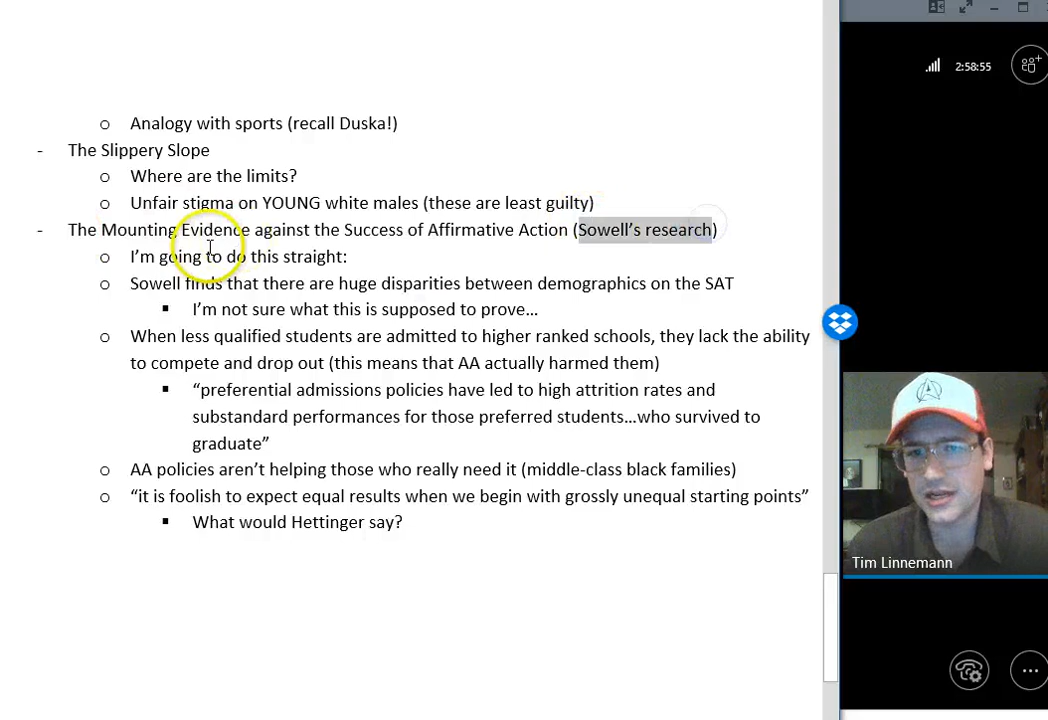 2:58:55
o Analogy with sports (recall Duska!)
- The Slippery Slope
o Where are the limits?
o Unfair stigma on YOUNG white males (these are least guilty)
- The Mounting Evidence against the Success of Affirmative Action (Sowell’s research)
o I’m going to do this straight:
o Sowell finds that there are huge disparities between demographics on the SAT
▪ I’m not sure what this is supposed to prove…
o When less qualified students are admitted to higher ranked schools, they lack the ability
to compete and drop out (this means that AA actually harmed them)
▪ “preferential admissions policies have led to high attrition rates and
substandard performances for those preferred students…who survived to
graduate”
o AA policies aren’t helping those who really need it (middle-class black families)
o “it is foolish to expect equal results when we begin with grossly unequal starting points”
▪ What would Hettinger say?
Tim Linnemann